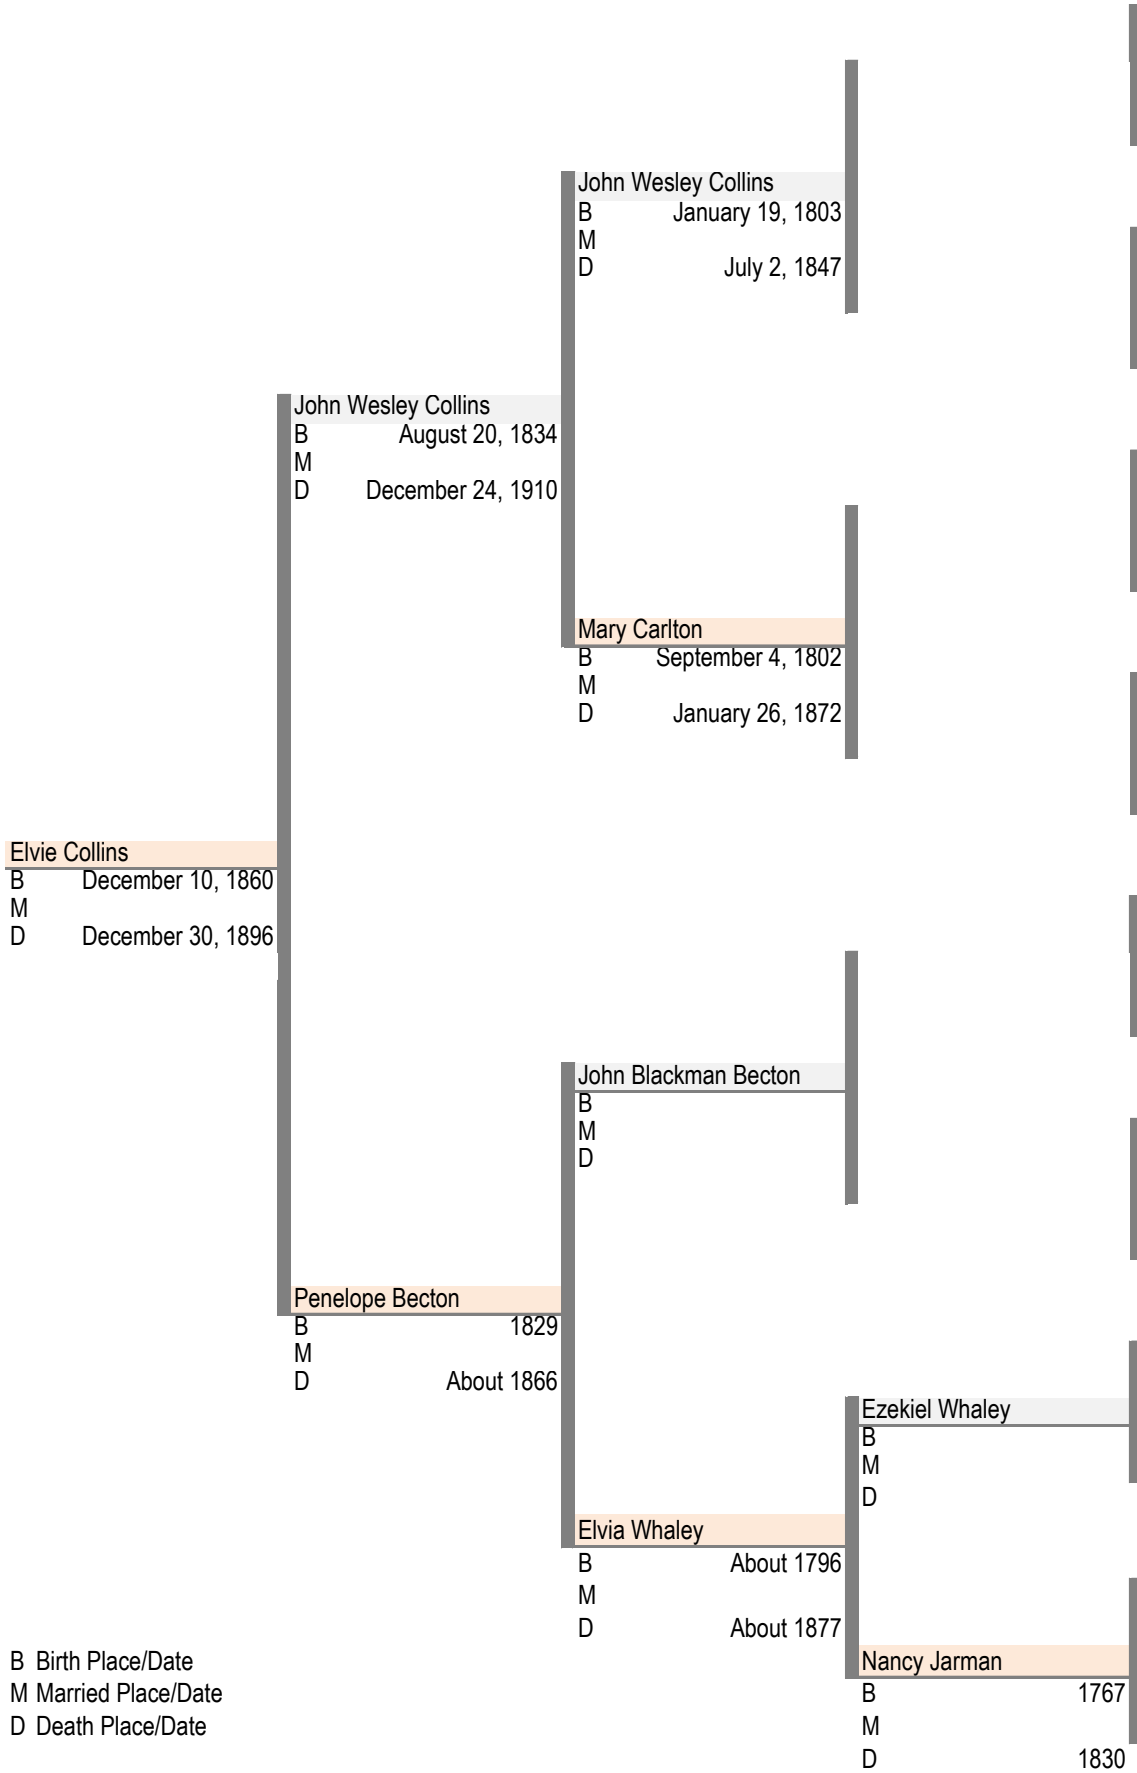 John Wesley Collins
B January 19, 1803
M
D July 2, 1847
John Wesley Collins
B August 20, 1834
M
D December 24, 1910
Mary Carlton
B September 4, 1802
M
D January 26, 1872
Elvie Collins
B December 10, 1860
M
D December 30, 1896
John Blackman Becton
B
M
D
Penelope Becton
B 1829
M
D About 1866
Ezekiel Whaley
B
M
D
Elvia Whaley
B About 1796
M
D About 1877
Nancy Jarman
B 1767
M
D 1830
B Birth Place/Date
M Married Place/Date
D Death Place/Date